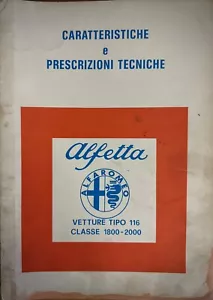 CARATTERISTICHE
e
PRESCRIZIONI TECNICHE
alfetta
ALFA-ROMEO
VETTURE TIPO 116
CLASSE 1800-2000